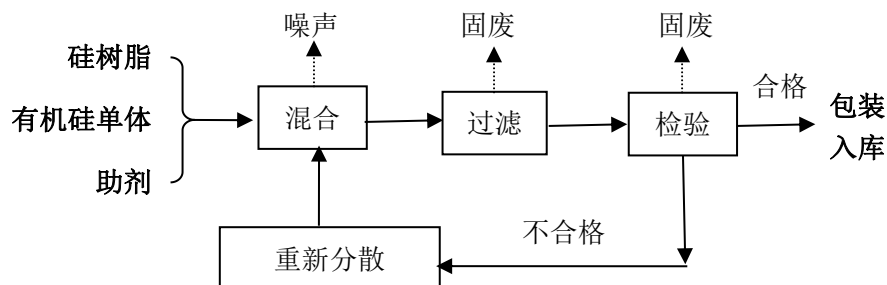 噪声
固废
固废
硅树脂
有机硅单体
助剂
混合
过滤
检验
合格
包装
入库
不合格
重新分散